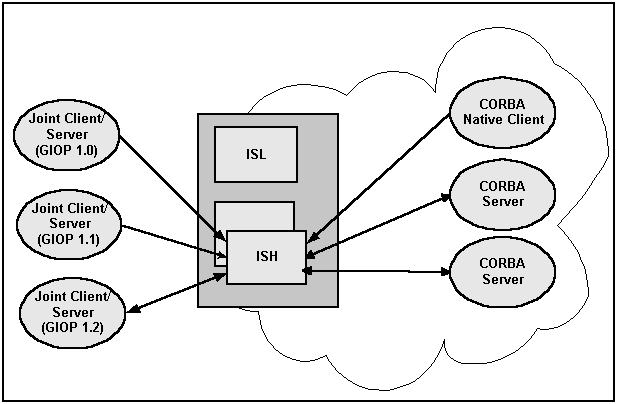 Joint Client/
Server
(GIOP 1.0)
Joint Client/
Server
(GIOP 1.1)
Joint Client/
Server
(GIOP 1.2)
ISL
ISH
CORBA
Native Client
CORBA
Server
CORBA
Server